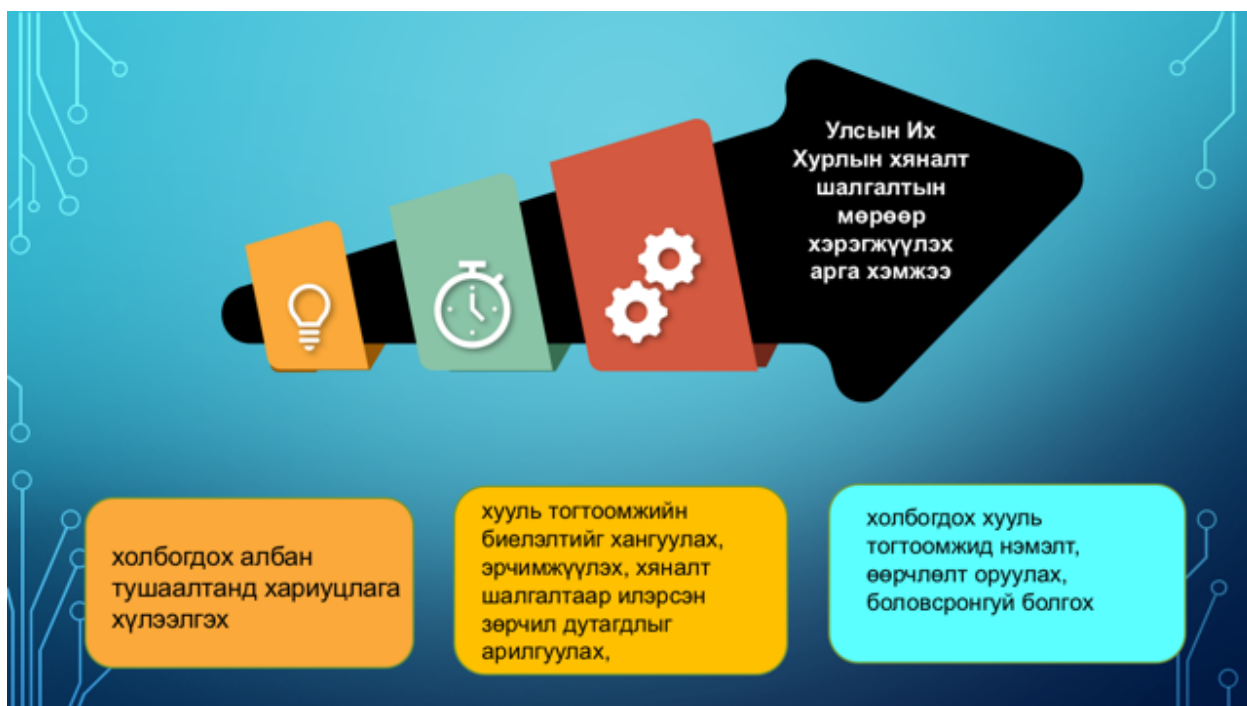 Улсын Их
Хурлын хяналт
шалгалтын
мөрөөр
хэрэгжүүлэх
арга хэмжээ
холбогдох албан
тушаалтанд хариуцлага
хүлээлгэх
хууль тогтоомжийн
биелэлтийг хангуулах,
эрчимжүүлэх, хяналт
шалгалтаар илэрсэн
зөрчил дутагдлыг
арилгуулах,
холбогдох хууль
тогтоомжид нэмэлт,
өөрчлөлт оруулах,
боловсронгуй болгох